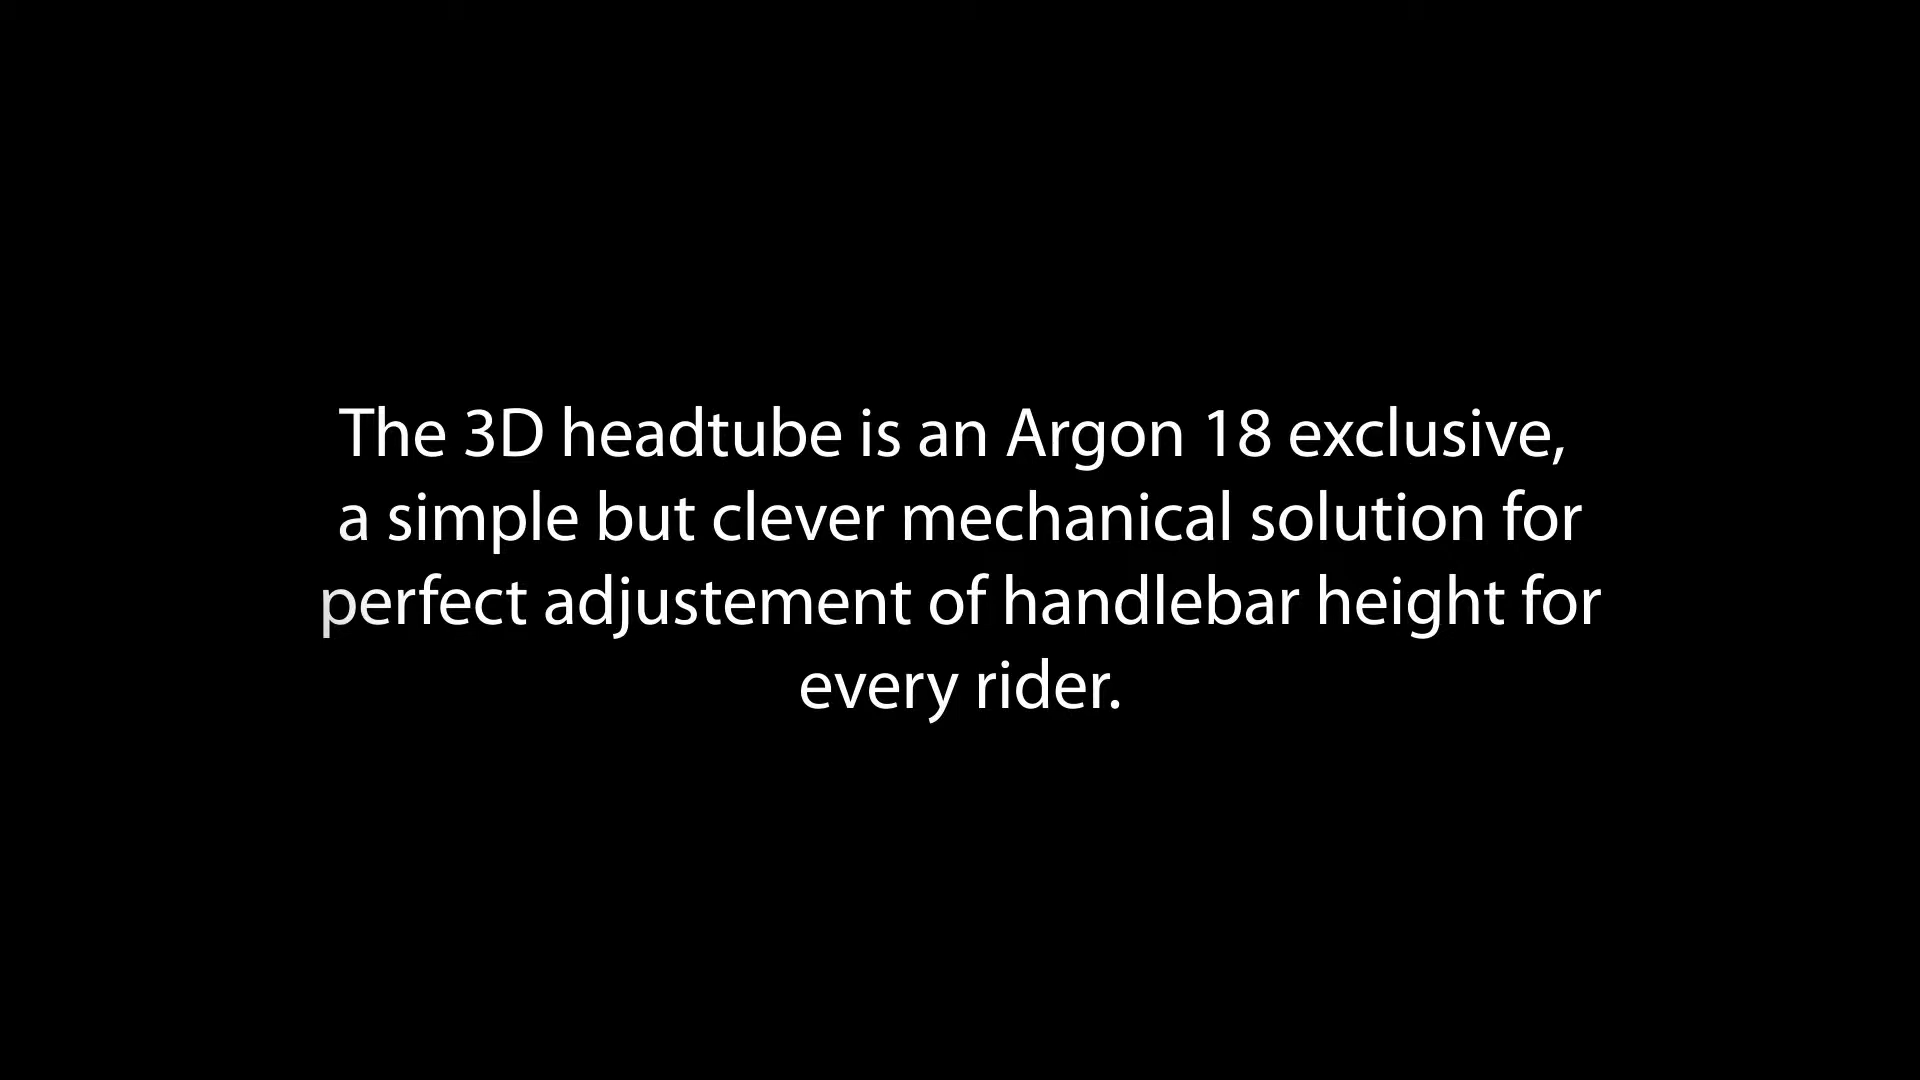 The 3D headtube is an Argon 18 exclusive,
a simple but clever mechanical solution for
perfect adjustement of handlebar height for
every rider.